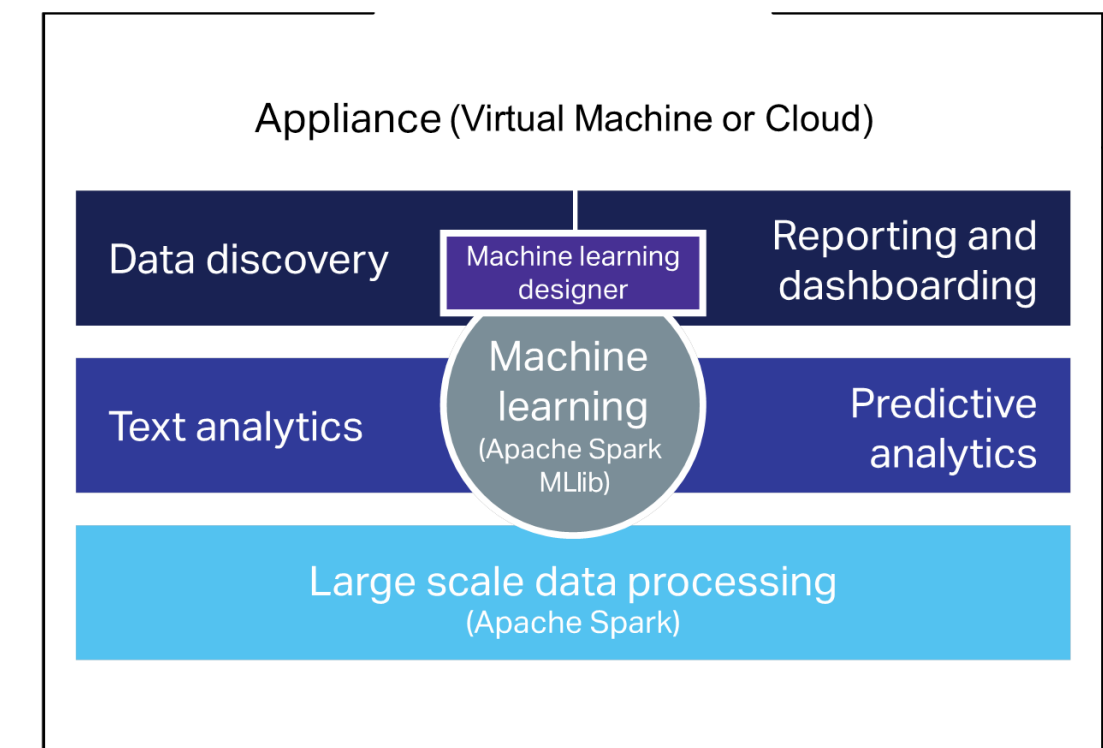 Appliance (Virtual Machine or Cloud)
Data discovery
Machine learning
designer
Reporting and
dashboarding
Text analytics
Machine
learning
(Apache Spark
MLlib)
Predictive
analytics
Large scale data processing
(Apache Spark)